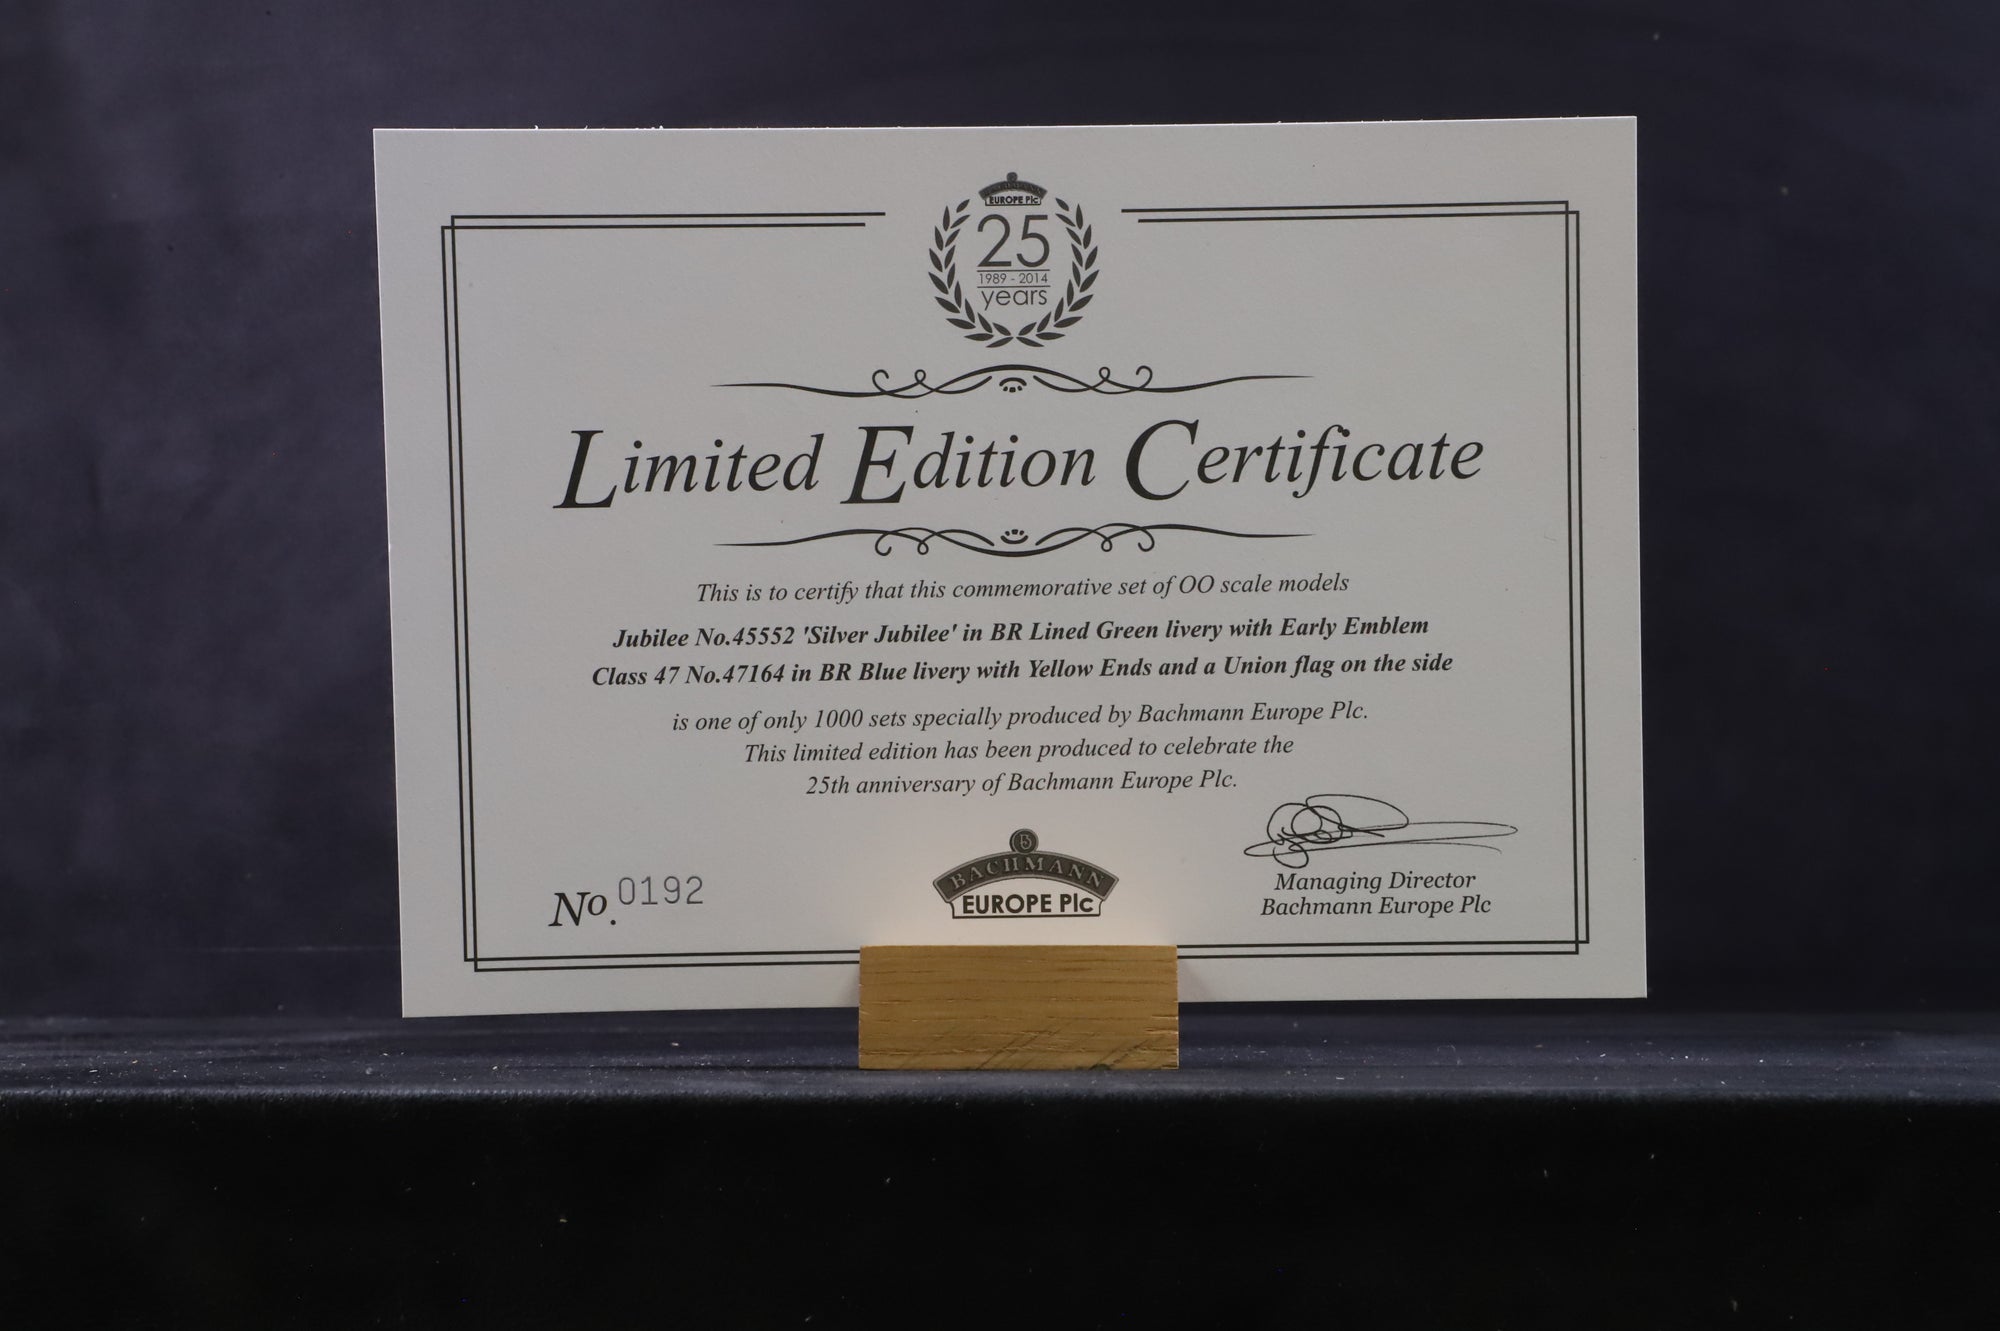 BACHMANN
EUROPE Plc
25
1989 - 2014
years
Limited Edition Certificate
This is to certify that this commemorative set of OO scale models
Jubilee No.45552 'Silver Jubilee' in BR Lined Green livery with Early Emblem
Class 47 No.47164 in BR Blue livery with Yellow Ends and a Union flag on the side
is one of only 1000 sets specially produced by Bachmann Europe Plc.
This limited edition has been produced to celebrate the
25th anniversary of Bachmann Europe Plc.
No. 0192
B
BACHMANN
EUROPE Plc
Managing Director
Bachmann Europe Plc